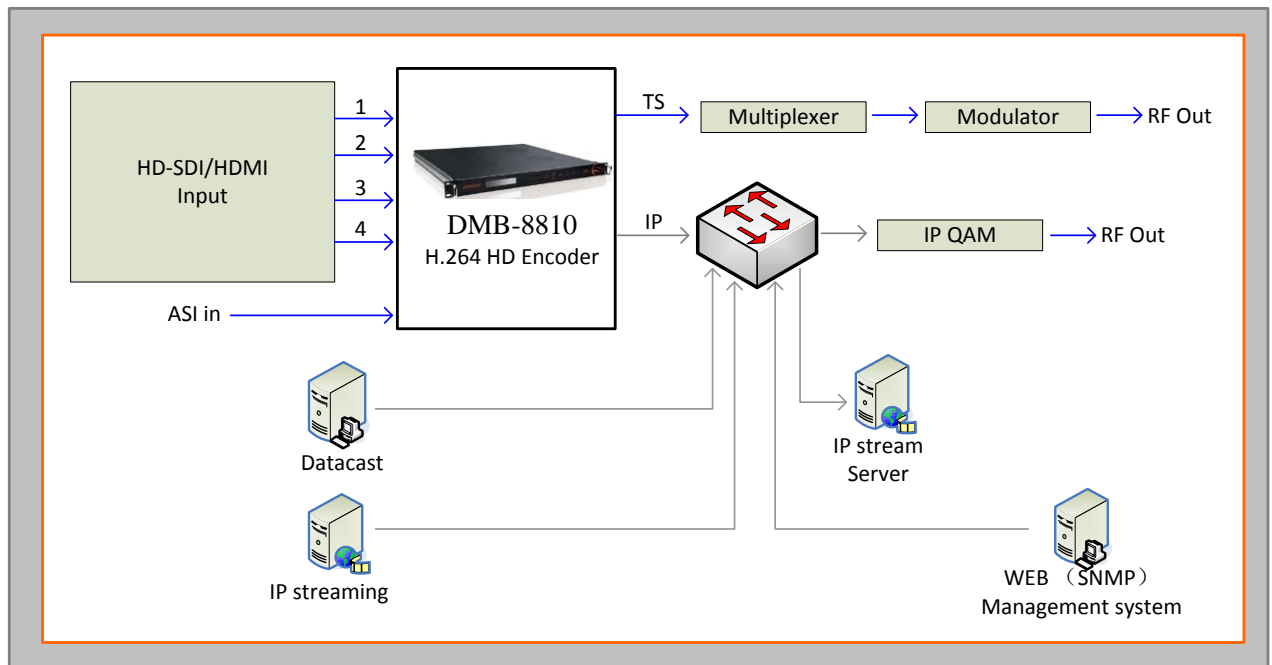 HD-SDI/HDMI
Input
1
2
3
4
ASI in
DMB-8810
H.264 HD Encoder
TS
Multiplexer
Modulator
RF Out
IP
IP QAM
RF Out
Datacast
IP streaming
IP stream
Server
WEB （SNMP）
Management system